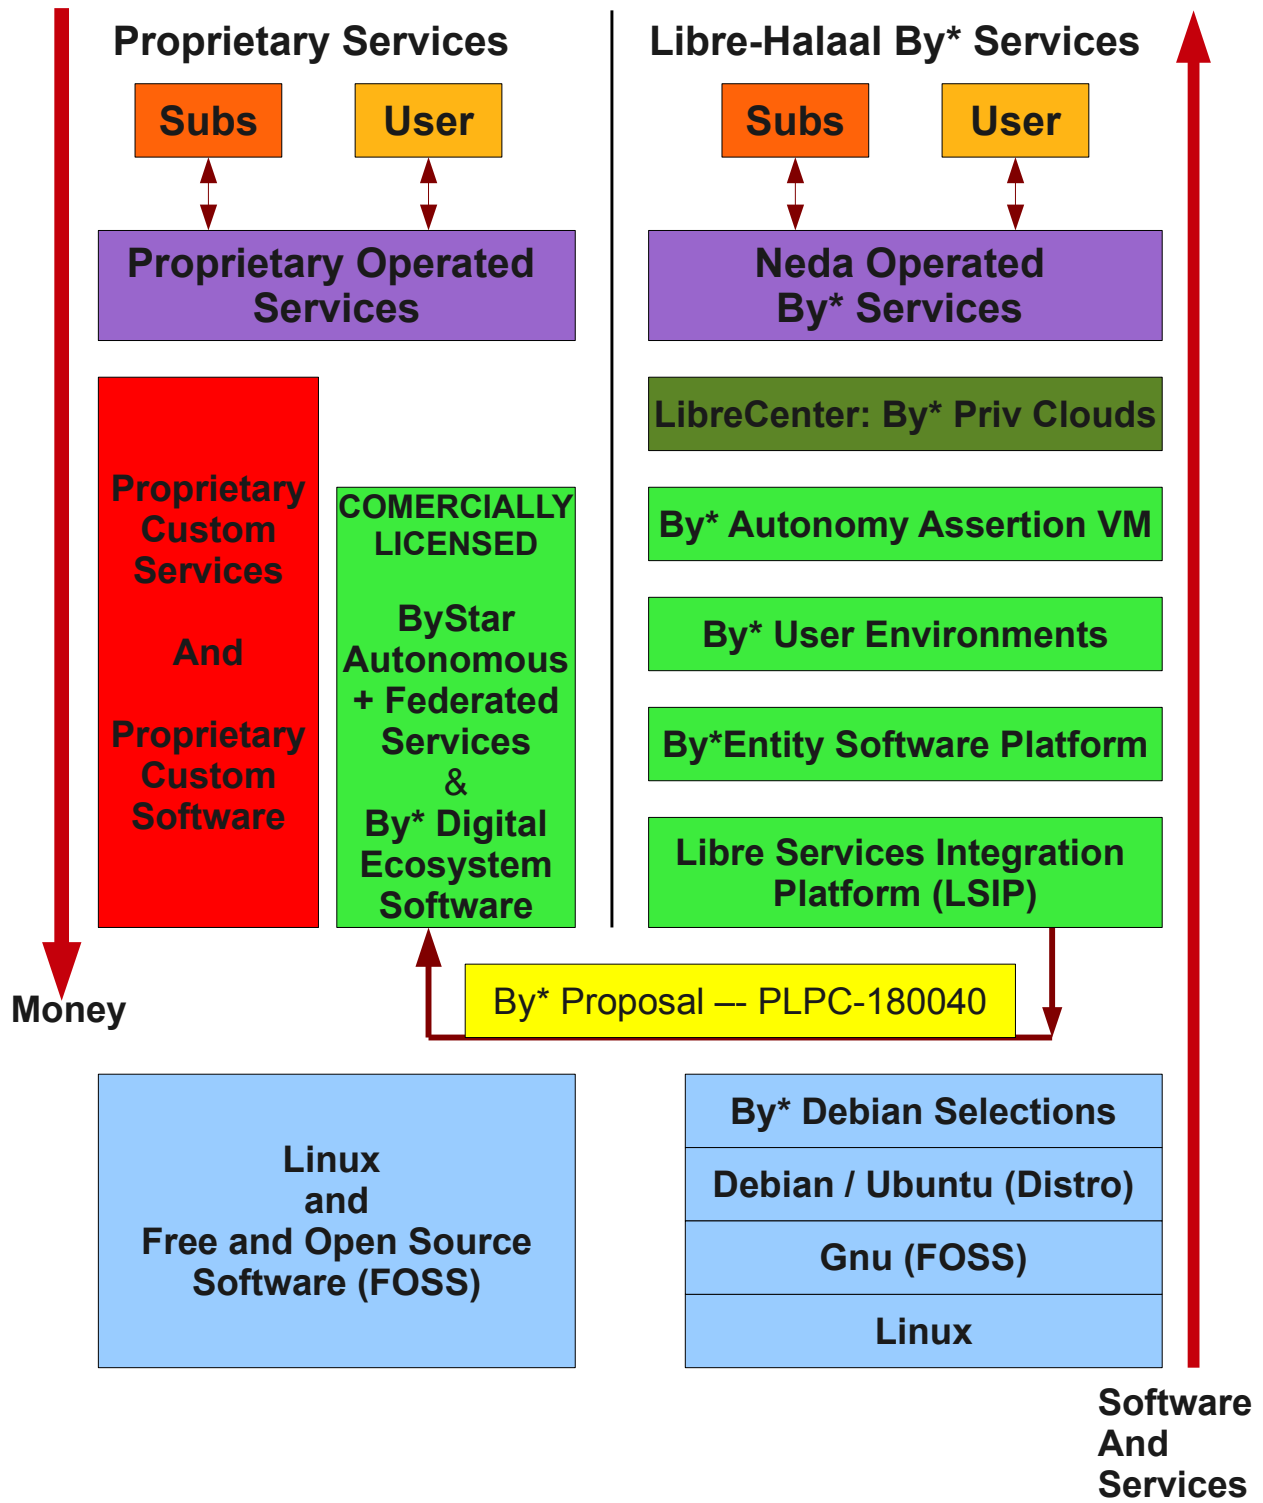 Proprietary Services
Subs
User
Proprietary Operated
Services
Proprietary
Custom
Services
And
Proprietary
Custom
Software
COMERCIALLY
LICENSED
ByStar
Autonomous
+ Federated
Services
&
By* Digital
Ecosystem
Software
Money
Linux
and
Free and Open Source
Software (FOSS)
Libre-Halaal By* Services
Subs
User
Neda Operated
By* Services
LibreCenter: By* Priv Clouds
By* Autonomy Assertion VM
By* User Environments
By*Entity Software Platform
Libre Services Integration
Platform (LSIP)
By* Proposal –- PLPC-180040
By* Debian Selections
Debian / Ubuntu (Distro)
Gnu (FOSS)
Linux
Software
And
Services